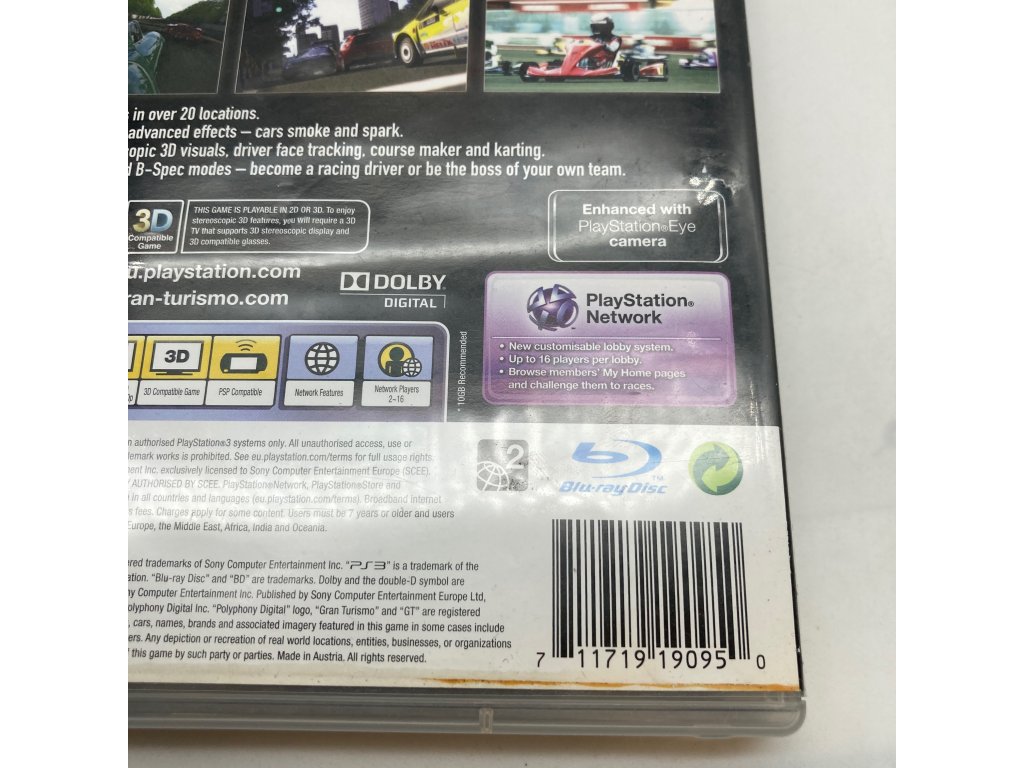 in over 20 locations.
advanced effects – cars smoke and spark.
opic 3D visuals, driver face tracking, course maker and karting.
B-Spec modes – become a racing driver or be the boss of your own team.
3D
Compatible
Game
THIS GAME IS PLAYABLE IN 2D OR 3D. To enjoy
stereoscopic 3D features, you will require a 3D
TV that supports 3D stereoscopic display and
3D compatible glasses.
Enhanced with
PlayStation®Eye
camera
u.playstation.com
ran-turismo.com
DOLBY
DIGITAL
PlayStation®
Network
• New customisable lobby system.
• Up to 16 players per lobby.
• Browse members' My Home pages
and challenge them to races.
3D
3D Compatible Game
PSP Compatible
Network Features
Network Players
2-16
*10GB Recommended
n authorised PlayStation®3 systems only. All unauthorised access, use or
demark works is prohibited. See eu.playstation.com/terms for full usage rights.
ent Inc. exclusively licensed to Sony Computer Entertainment Europe (SCEE).
Y AUTHORISED BY SCEE. PlayStation®Network, PlayStation®Store and
in all countries and languages (eu.playstation.com/terms). Broadband internet
s fees. Charges apply for some content. Users must be 7 years or older and users
Europe, the Middle East, Africa, India and Oceania.
2
Blu-ray Disc™
ered trademarks of Sony Computer Entertainment Inc. "PS3" is a trademark of the
ation. "Blu-ray Disc" and "BD" are trademarks. Dolby and the double-D symbol are
ny Computer Entertainment Inc. Published by Sony Computer Entertainment Europe Ltd,
olyphony Digital Inc. "Polyphony Digital" logo, "Gran Turismo" and "GT" are registered
, cars, names, brands and associated imagery featured in this game in some cases include
ers. Any depiction or recreation of real world locations, entities, businesses, or organizations
this game by such party or parties. Made in Austria. All rights reserved.
7 11719 19095 0